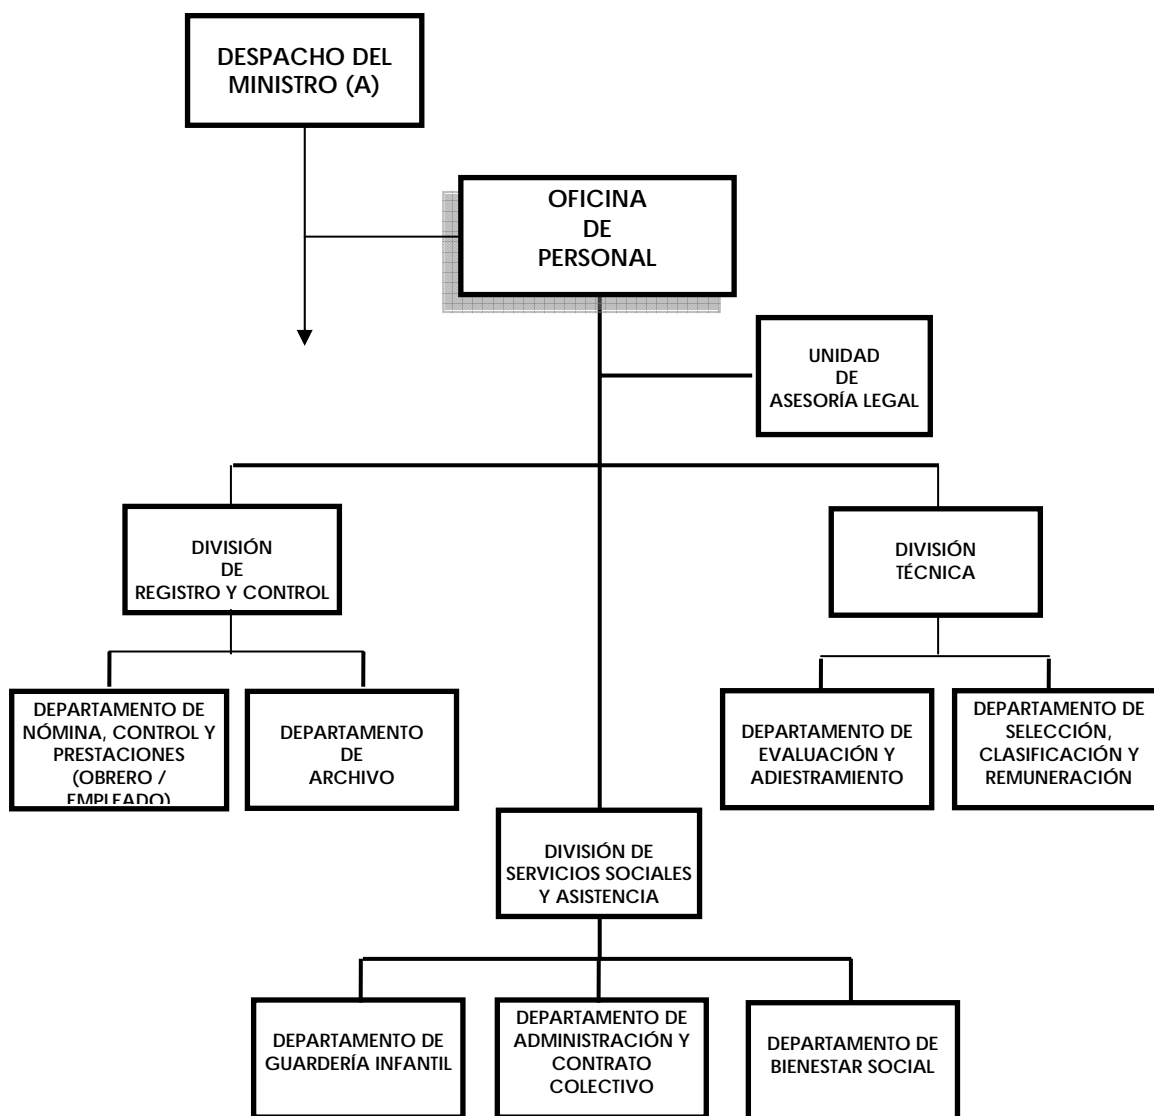 DESPACHO DEL
MINISTRO (A)
OFICINA
DE
PERSONAL
UNIDAD
DE
ASESORÍA LEGAL
DIVISIÓN
DE
REGISTRO Y CONTROL
DIVISIÓN
TÉCNICA
DEPARTAMENTO DE
NÓMINA, CONTROL Y
PRESTACIONES
(OBRERO /
EMPLEADO)
DEPARTAMENTO
DE
ARCHIVO
DEPARTAMENTO DE
EVALUACIÓN Y
ADIESTRAMIENTO
DEPARTAMENTO DE
SELECCIÓN,
CLASIFICACIÓN Y
REMUNERACIÓN
DIVISIÓN DE
SERVICIOS SOCIALES
Y ASISTENCIA
DEPARTAMENTO DE
GUARDERÍA INFANTIL
DEPARTAMENTO DE
ADMINISTRACIÓN Y
CONTRATO
COLECTIVO
DEPARTAMENTO DE
BIENESTAR SOCIAL